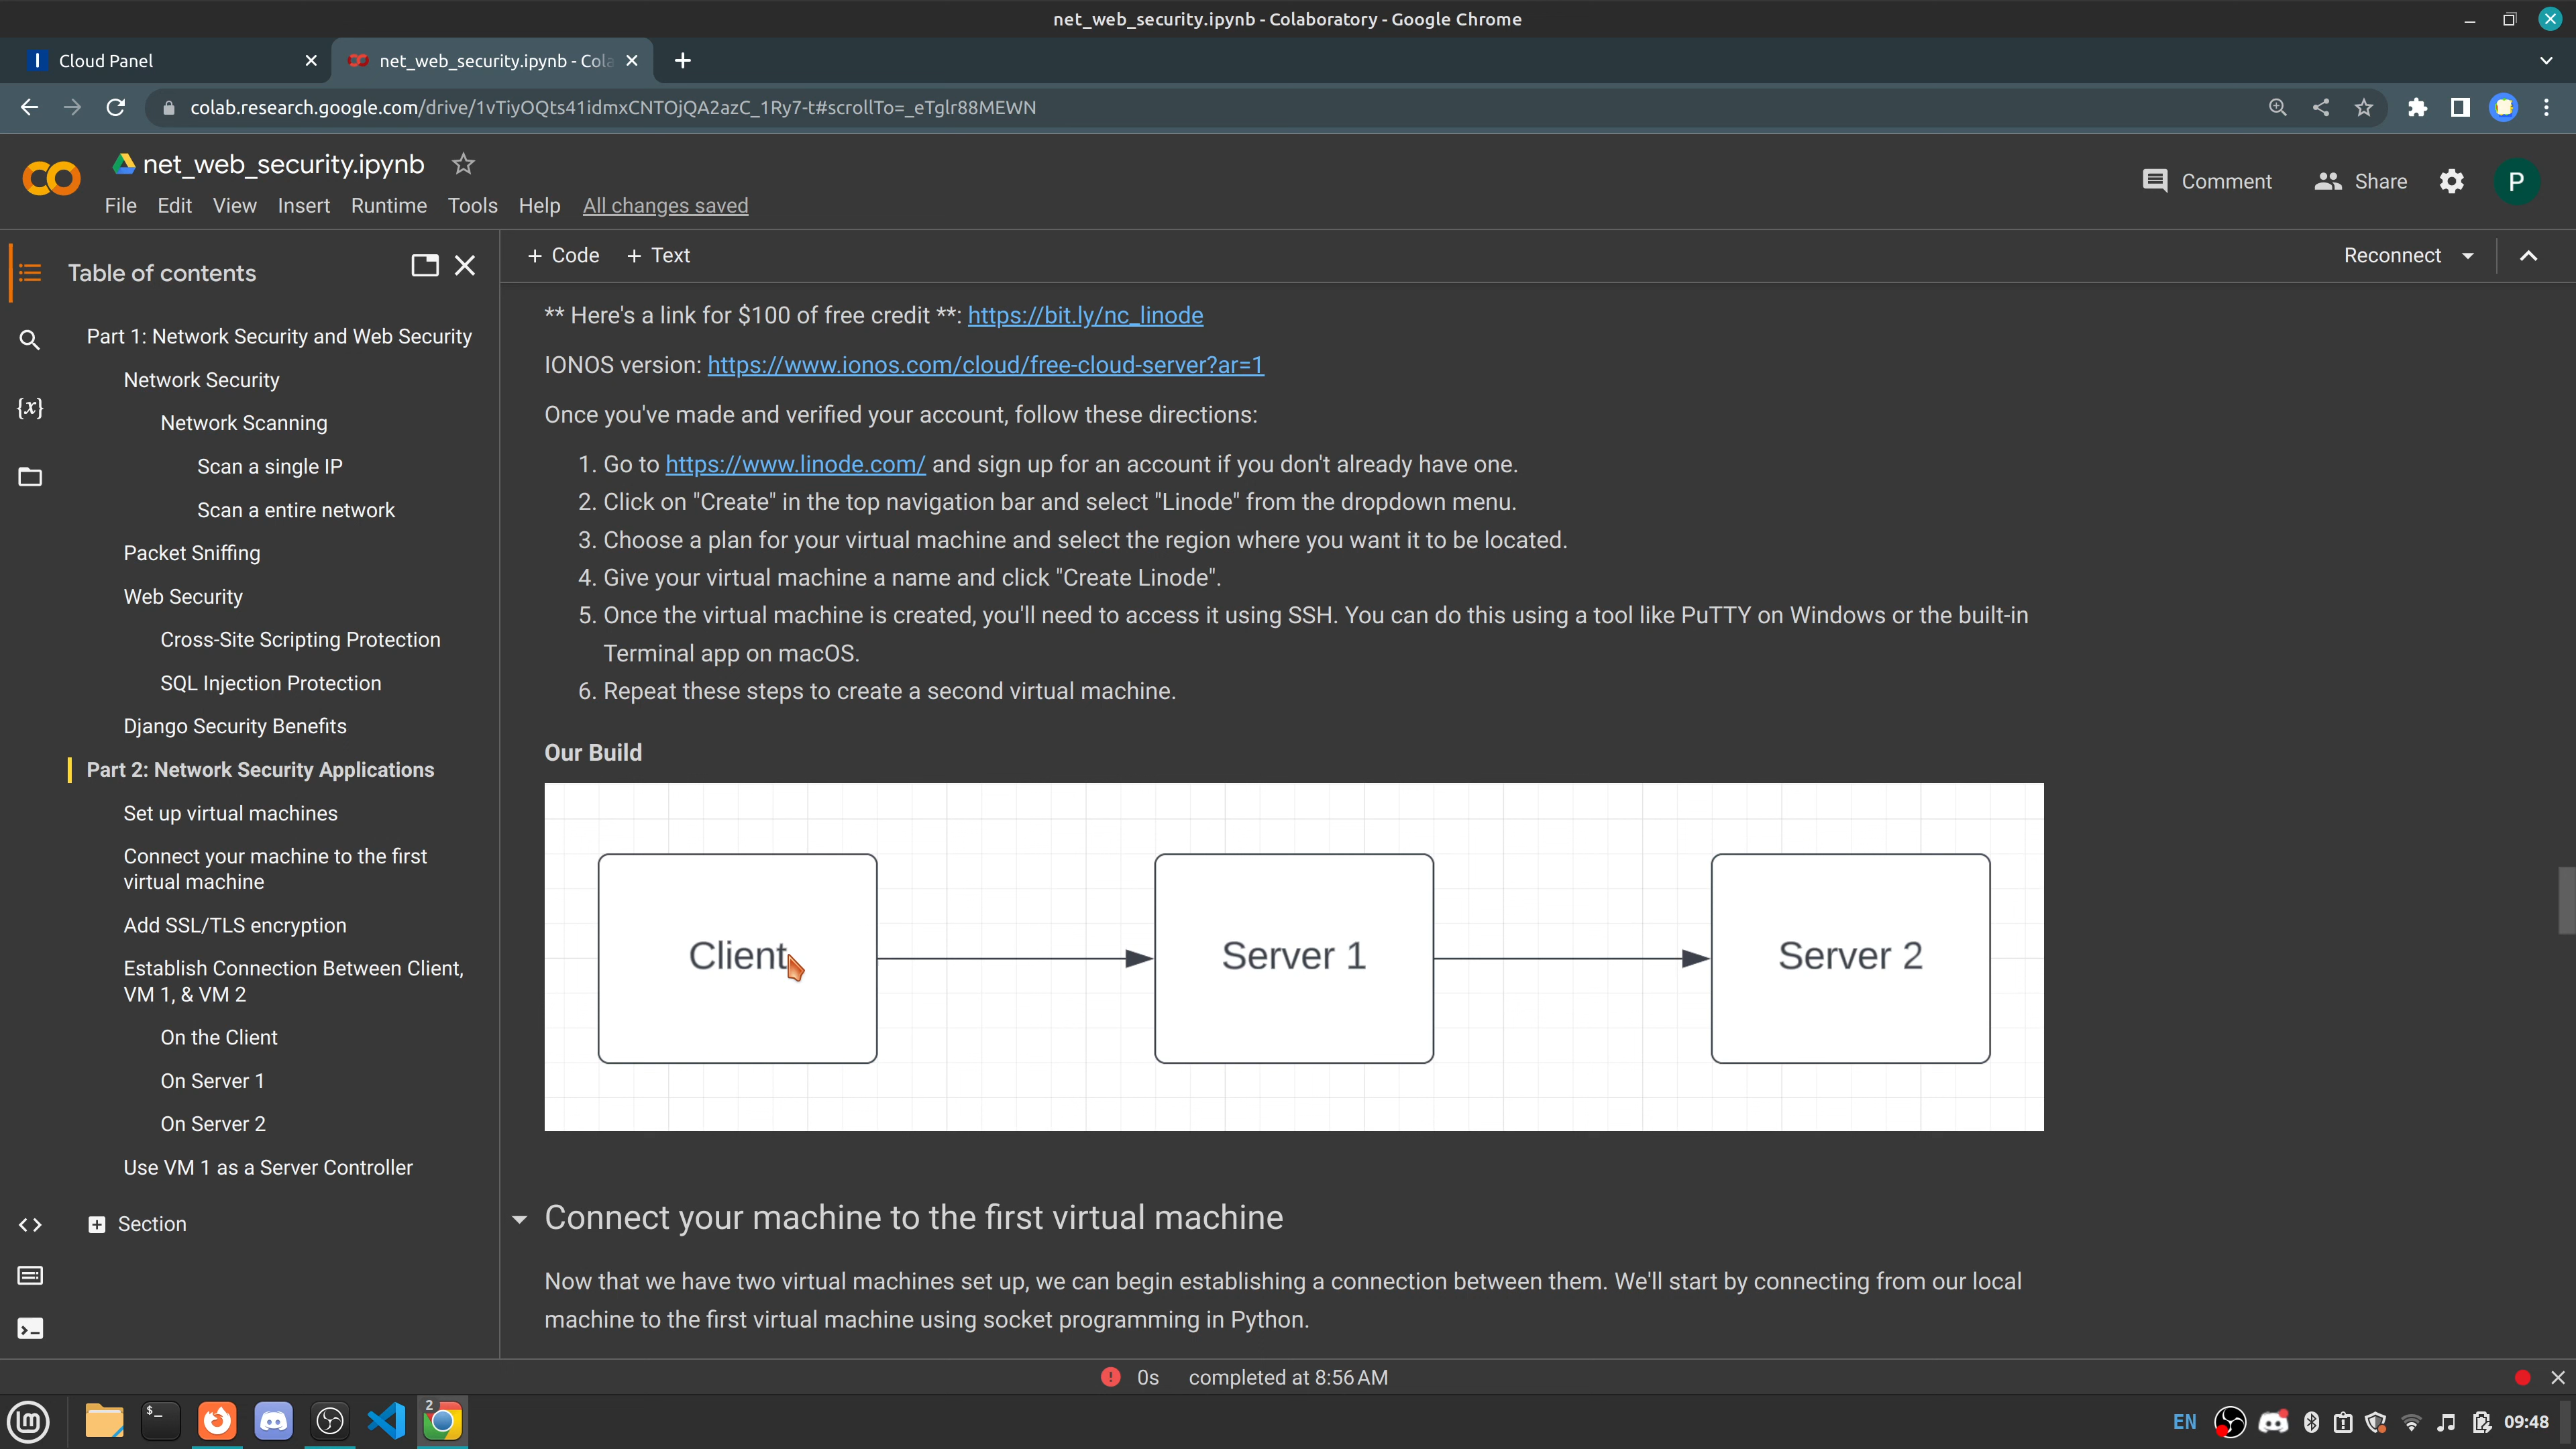 net_web_security.ipynb - Colaboratory - Google Chrome
Cloud Panel
net_web_security.ipynb - Cola
colab.research.google.com/drive/1vTiyOQts41idmxCNTOjQA2azC_1Ry7-t#scrollTo=_eTglr88MEWN
net_web_security.ipynb
Comment
Share
P
File Edit View Insert Runtime Tools Help All changes saved
Table of contents
+ Code + Text
Reconnect
Part 1: Network Security and Web Security
Network Security
{x}
Network Scanning
Scan a single IP
Scan a entire network
Packet Sniffing
Web Security
Cross-Site Scripting Protection
SQL Injection Protection
Django Security Benefits
Part 2: Network Security Applications
Set up virtual machines
Connect your machine to the first
virtual machine
Add SSL/TLS encryption
Establish Connection Between Client,
VM 1, & VM 2
On the Client
On Server 1
On Server 2
Use VM 1 as a Server Controller
Section
** Here's a link for $100 of free credit **: https://bit.ly/nc_linode
IONOS version: https://www.ionos.com/cloud/free-cloud-server?ar=1
Once you've made and verified your account, follow these directions:
1. Go to https://www.linode.com/ and sign up for an account if you don't already have one.
2. Click on "Create" in the top navigation bar and select "Linode" from the dropdown menu.
3. Choose a plan for your virtual machine and select the region where you want it to be located.
4. Give your virtual machine a name and click "Create Linode".
5. Once the virtual machine is created, you'll need to access it using SSH. You can do this using a tool like PuTTY on Windows or the built-in
Terminal app on macOS.
6. Repeat these steps to create a second virtual machine.
Our Build
Client
Server 1
Server 2
Connect your machine to the first virtual machine
Now that we have two virtual machines set up, we can begin establishing a connection between them. We'll start by connecting from our local
machine to the first virtual machine using socket programming in Python.
0s completed at 8:56 AM
2
EN
09:48